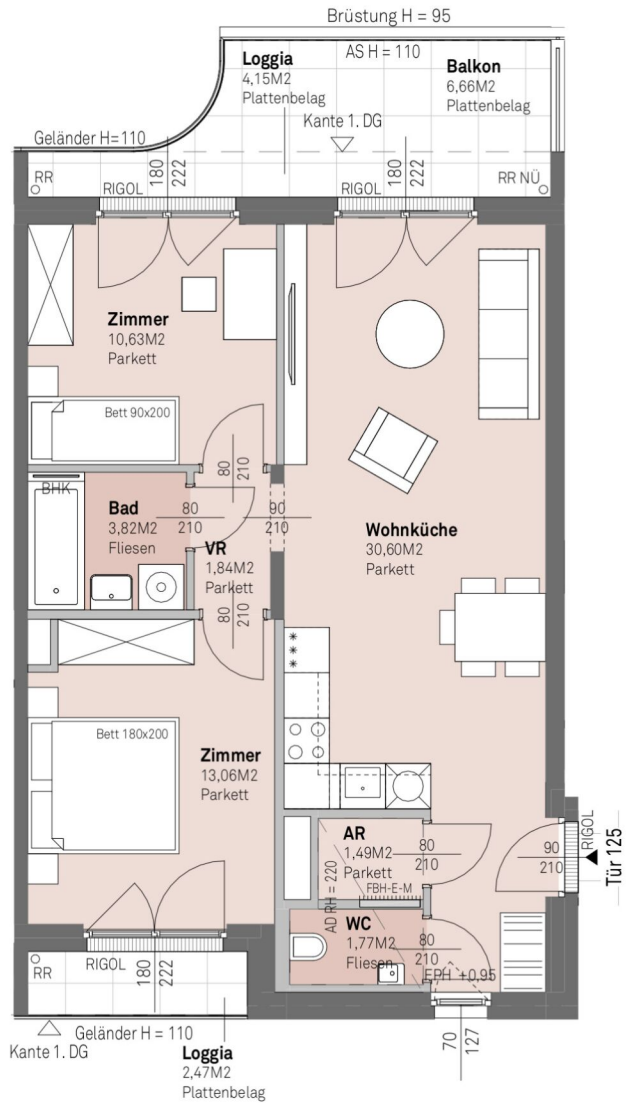 Brüstung H = 95
Loggia
4,15M2
Plattenbelag
AS H = 110
Balkon
6,66M2
Plattenbelag
Kante 1. DG
Geländer H=110
RR
RIGOL
180
222
RIGOL
180
222
RR NÜ
Zimmer
10,63M2
Parkett
Bett 90x200
80
210
BHK
Bad
3,82M2
Fliesen
80
210
90
210
VR
1,84M2
Parkett
80
210
Wohnküche
30,60M2
Parkett
Bett 180x200
Zimmer
13,06M2
Parkett
AR
1,49M2
Parkett
80
210
FBH-E-M
AD RH = 220
90
210
RIGOL
Tür 125
WC
1,77M2
Fliesen
80
210
FPH +0,95
RR
RIGOL
180
222
70
127
Geländer H = 110
Kante 1. DG
Loggia
2,47M2
Plattenbelag